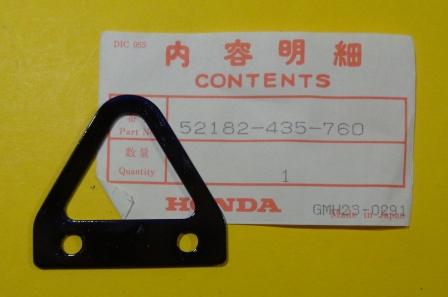 DIC 055
内容明細
CONTENTS
番
Part No. 52182-435-760
数量
Quantity 1
HONDA
GMH23-0291
Made in Japan